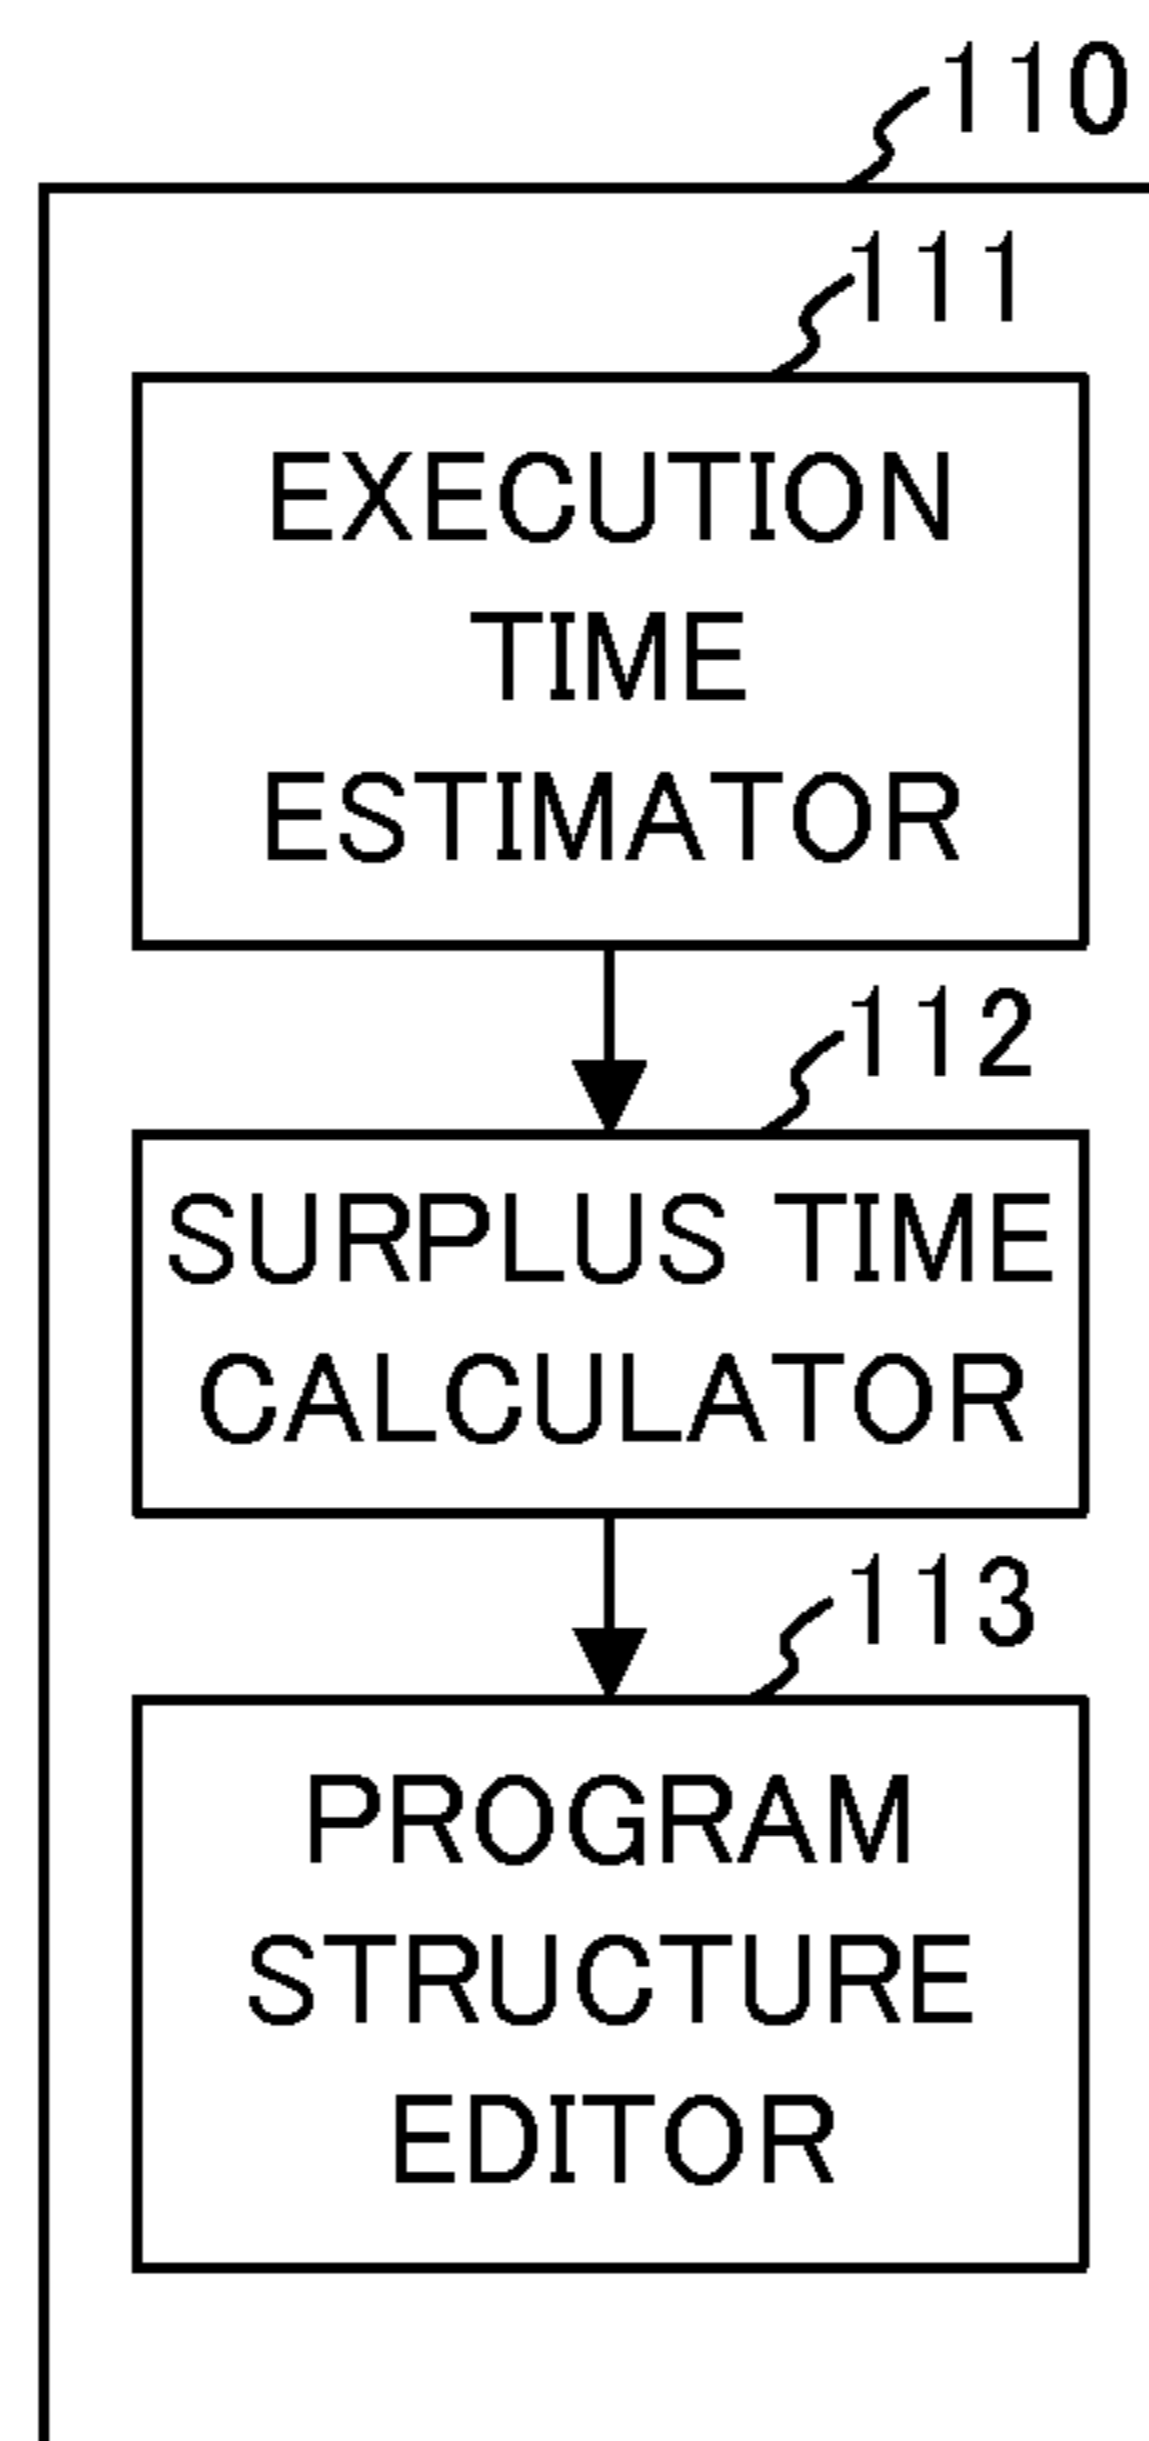 110
111
EXECUTION
TIME
ESTIMATOR
112
SURPLUS TIME
CALCULATOR
113
PROGRAM
STRUCTURE
EDITOR